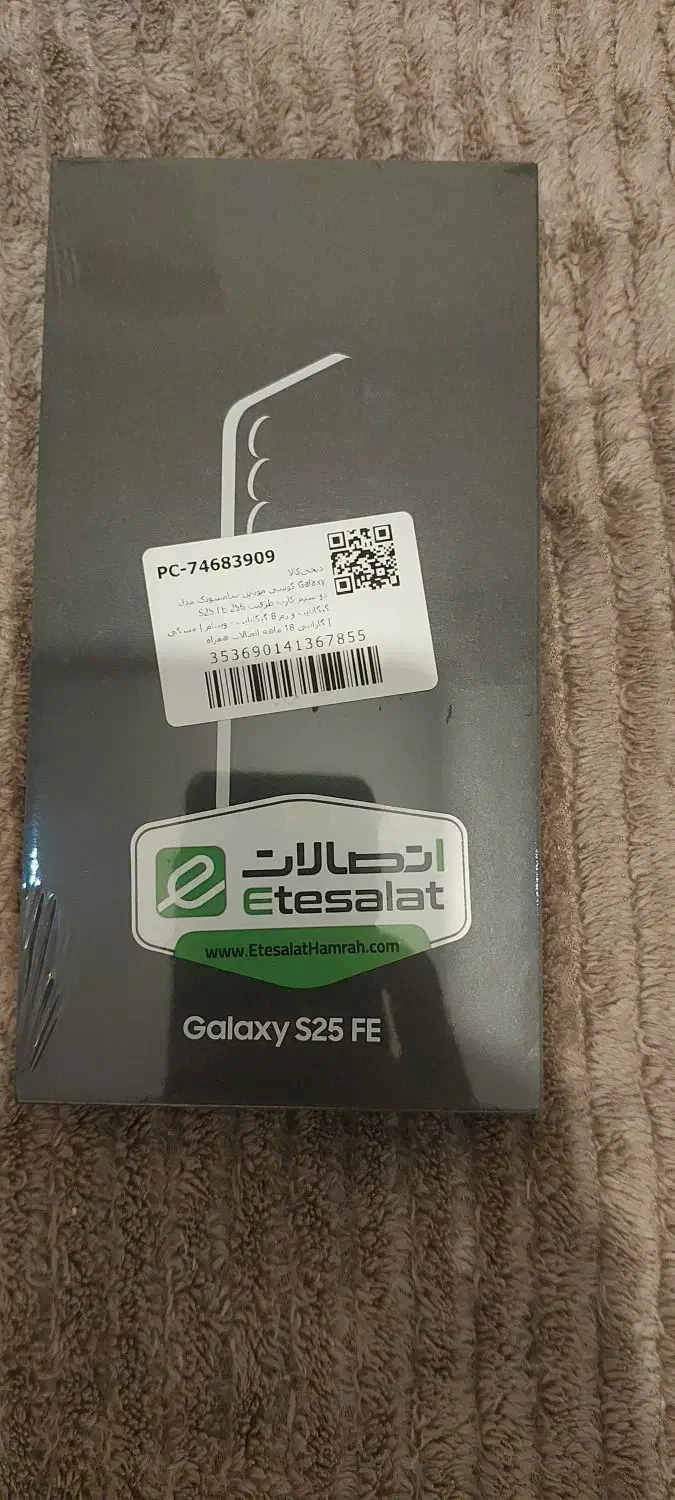 PC-74683909
دیجی‌کالا
گوشی موبایل سامسونگ مدل Galaxy
S25 FE دو سیم کارت ظرفیت 256
گیگابایت و رم 8 گیگابایت - ویتنام | مشکی
| گارانتی 18 ماهه اتصالات همراه
353690141367855
اتصالات
Etesalat
www.EtesalatHamrah.com
Galaxy S25 FE